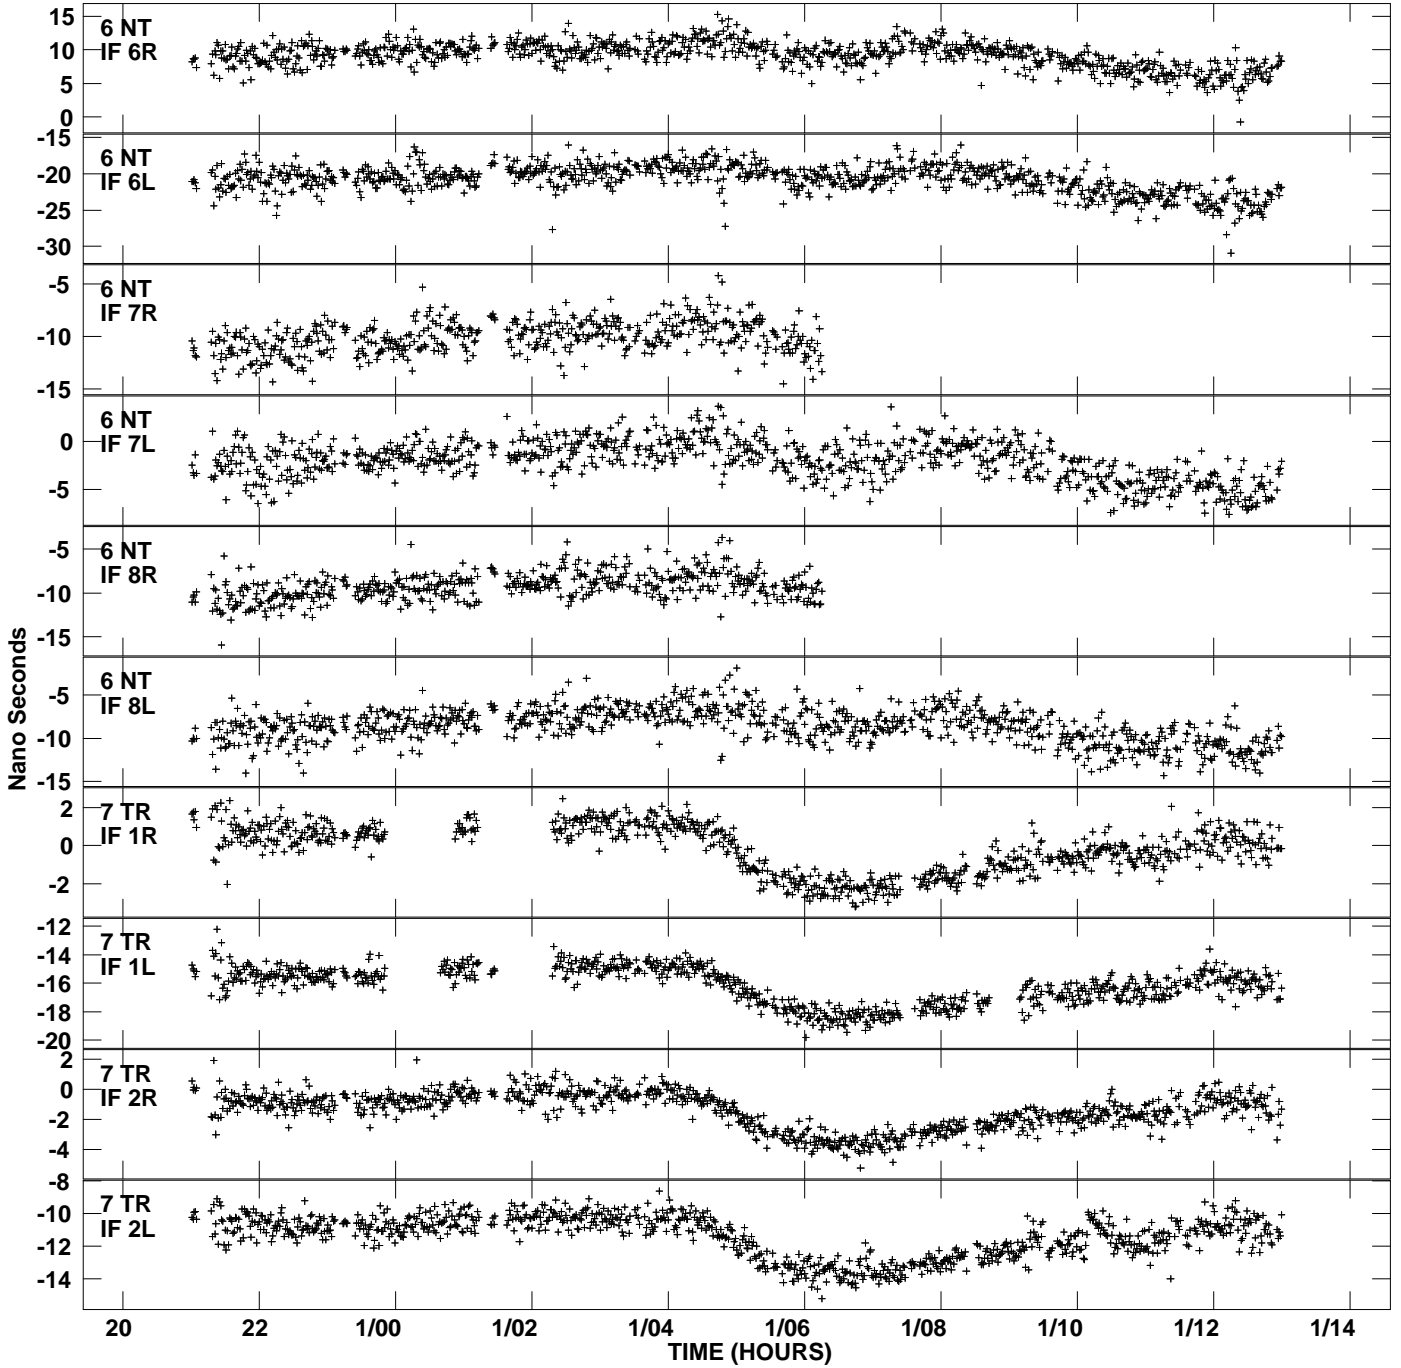 15
10
5
0
6 NT
IF 6R
-15
-20
-25
-30
6 NT
IF 6L
-5
-10
-15
6 NT
IF 7R
0
-5
6 NT
IF 7L
-5
-10
-15
6 NT
IF 8R
-5
-10
-15
6 NT
IF 8L
2
0
-2
7 TR
IF 1R
-12
-14
-16
-18
-20
7 TR
IF 1L
2
0
-2
-4
7 TR
IF 2R
-8
-10
-12
-14
7 TR
IF 2L
Nano Seconds
20 22 1/00 1/02 1/04 1/06 1/08 1/10 1/12 1/14
TIME (HOURS)